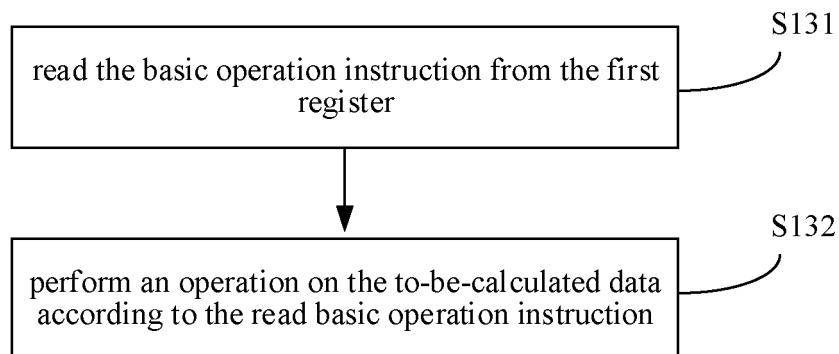 S131
read the basic operation instruction from the first
register
S132
perform an operation on the to-be-calculated data
according to the read basic operation instruction